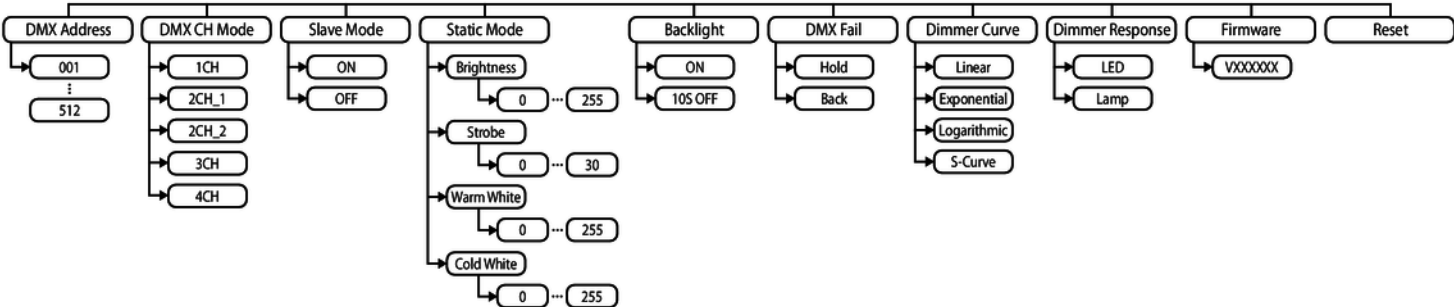 DMX Address DMX CH Mode Slave Mode Static Mode Backlight DMX Fail Dimmer Curve Dimmer Response Firmware Reset
001 1CH ON Brightness ON Hold Linear LED VXXXXXX
⋮ 2CH_1 OFF 0 ··· 255 10S OFF Back Exponential Lamp
512 2CH_2 Strobe Logarithmic
3CH 0 ··· 30 S-Curve
4CH Warm White
0 ··· 255
Cold White
0 ··· 255